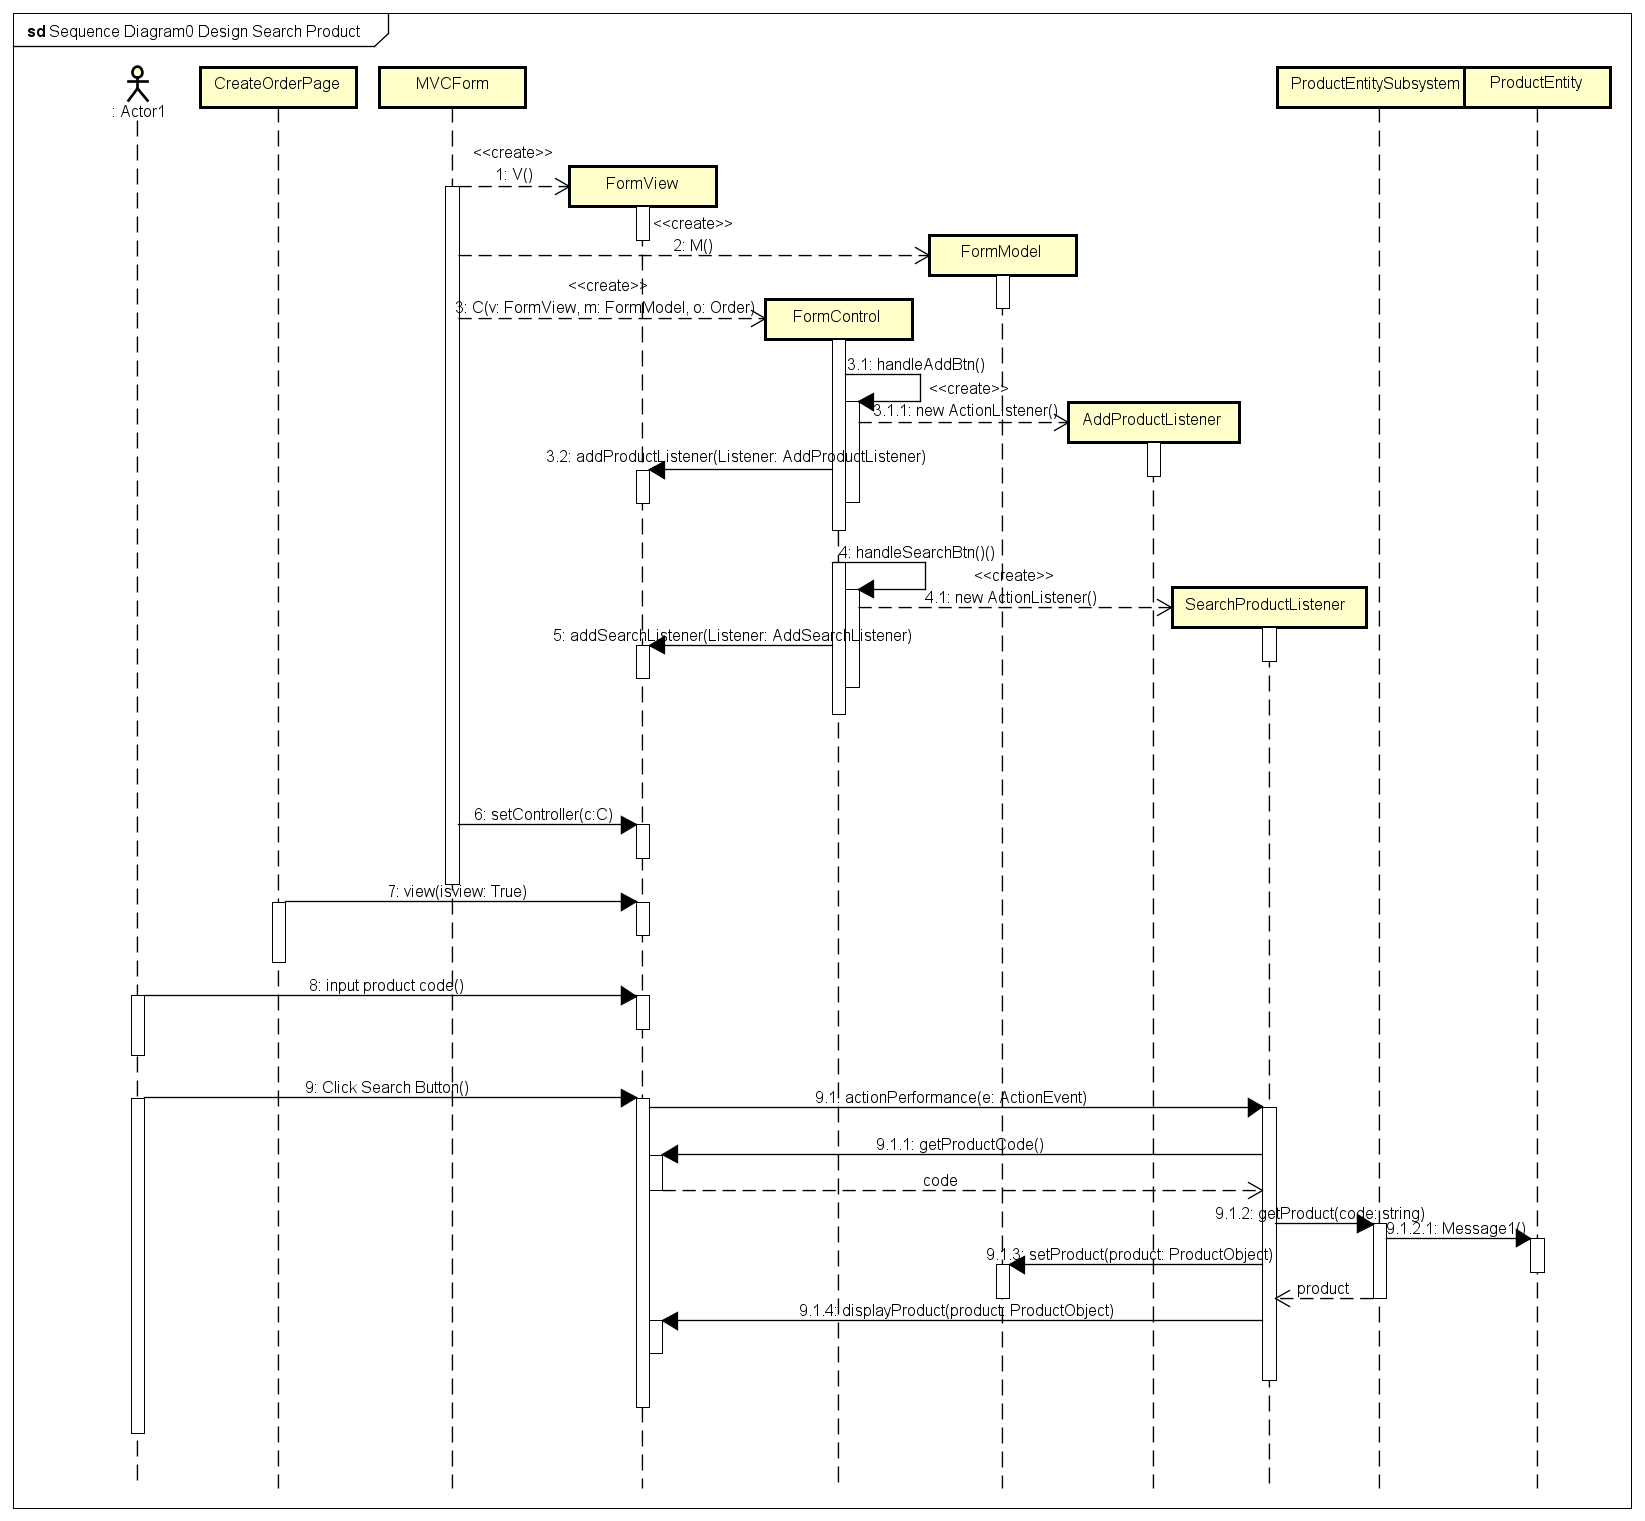 sd Sequence Diagram0 Design Search Product
: Actor1
CreateOrderPage
MVCForm
ProductEntitySubsystem
ProductEntity
<<create>>
1: V()
FormView
<<create>>
2: M()
FormModel
<<create>>
3: C(v: FormView, m: FormModel, o: Order)
FormControl
3.1: handleAddBtn()
<<create>>
3.1.1: new ActionListener()
AddProductListener
3.2: addProductListener(Listener: AddProductListener)
4: handleSearchBtn()()
<<create>>
4.1: new ActionListener()
SearchProductListener
5: addSearchListener(Listener: AddSearchListener)
6: setController(c:C)
7: view(isview: True)
8: input product code()
9: Click Search Button()
9.1: actionPerformance(e: ActionEvent)
9.1.1: getProductCode()
code
9.1.2: getProduct(code: string)
9.1.2.1: Message1()
9.1.3: setProduct(product: ProductObject)
product
9.1.4: displayProduct(product: ProductObject)